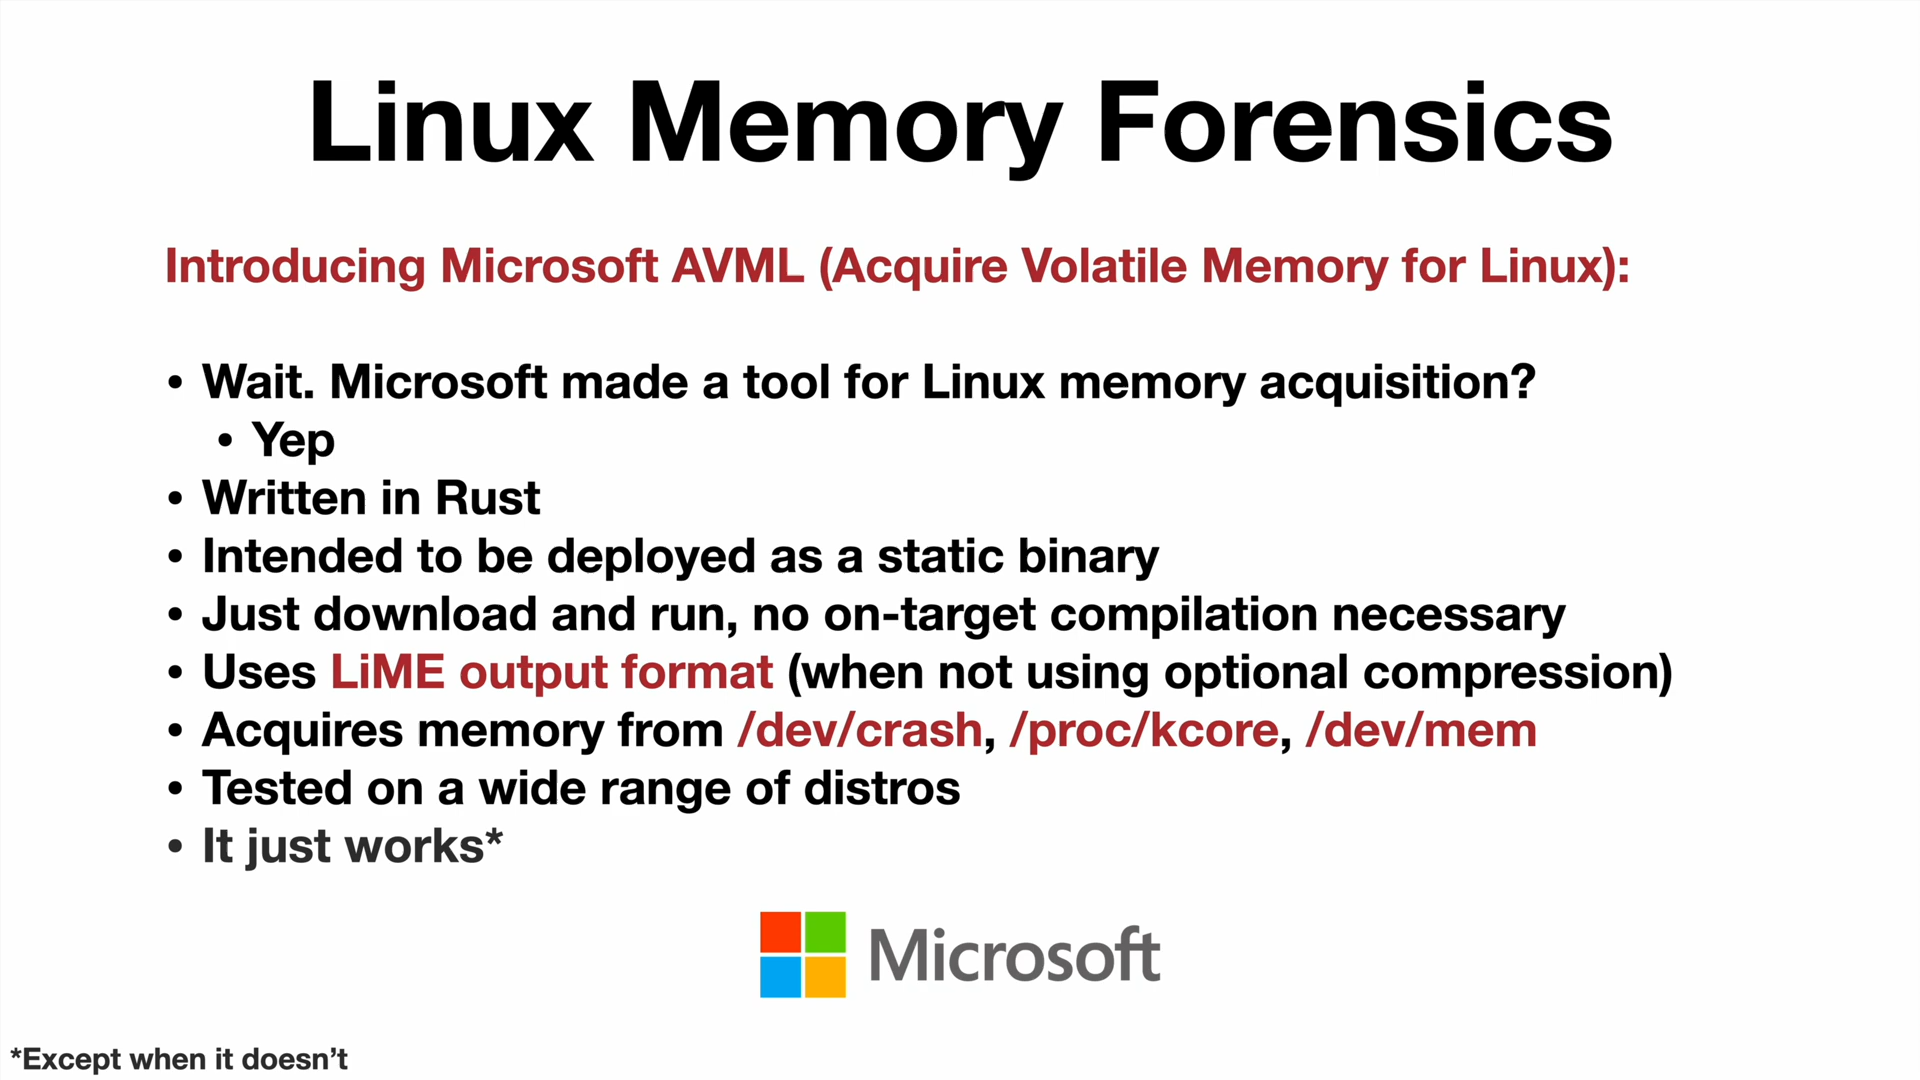 Linux Memory Forensics
Introducing Microsoft AVML (Acquire Volatile Memory for Linux):
• Wait. Microsoft made a tool for Linux memory acquisition?
• Yep
• Written in Rust
• Intended to be deployed as a static binary
• Just download and run, no on-target compilation necessary
• Uses LiME output format (when not using optional compression)
• Acquires memory from /dev/crash, /proc/kcore, /dev/mem
• Tested on a wide range of distros
• It just works*
Microsoft
*Except when it doesn’t